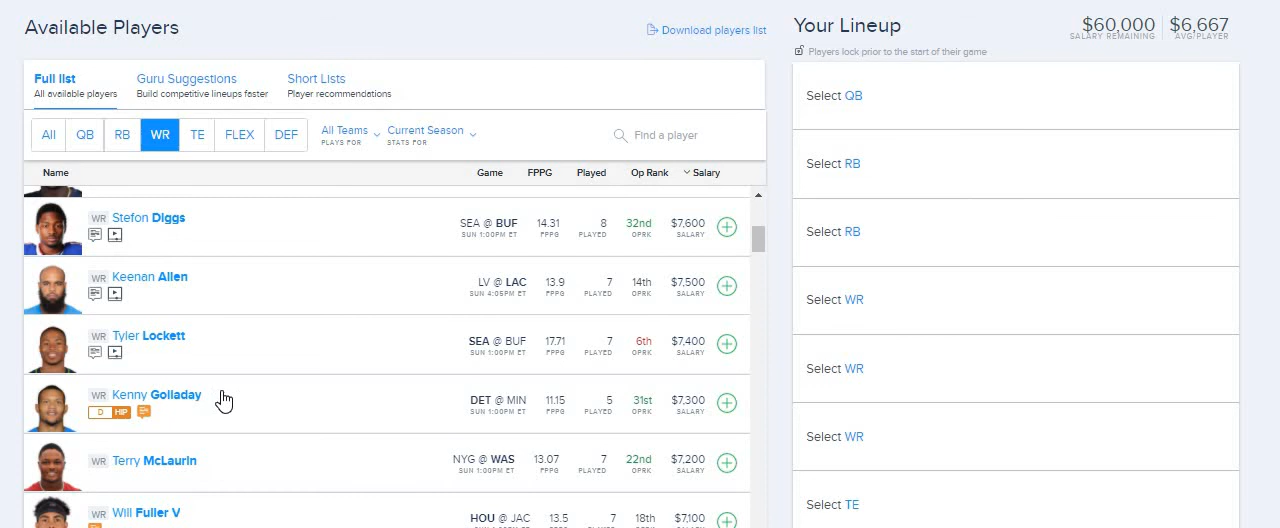 Available Players
Download players list
Full list
All available players
Guru Suggestions
Build competitive lineups faster
Short Lists
Player recommendations
All QB RB WR TE FLEX DEF
All Teams
PLAYS FOR
Current Season
STATS FOR
Find a player
Name Game FPPG Played Op Rank Salary
WR Stefon Diggs SEA @ BUF 14.31 8 32nd $7,600
SUN 1:00PM ET FPPG PLAYED OPRK SALARY
WR Keenan Allen LV @ LAC 13.9 7 14th $7,500
SUN 4:05PM ET FPPG PLAYED OPRK SALARY
WR Tyler Lockett SEA @ BUF 17.71 7 6th $7,400
SUN 1:00PM ET FPPG PLAYED OPRK SALARY
WR Kenny Golladay DET @ MIN 11.15 5 31st $7,300
D HIP SUN 1:00PM ET FPPG PLAYED OPRK SALARY
WR Terry McLaurin NYG @ WAS 13.07 7 22nd $7,200
SUN 1:00PM ET FPPG PLAYED OPRK SALARY
WR Will Fuller V HOU @ JAC 13.5 7 18th $7,100
Your Lineup
$60,000 $6,667
SALARY REMAINING AVG/PLAYER
Players lock prior to the start of their game
Select QB
Select RB
Select RB
Select WR
Select WR
Select WR
Select TE